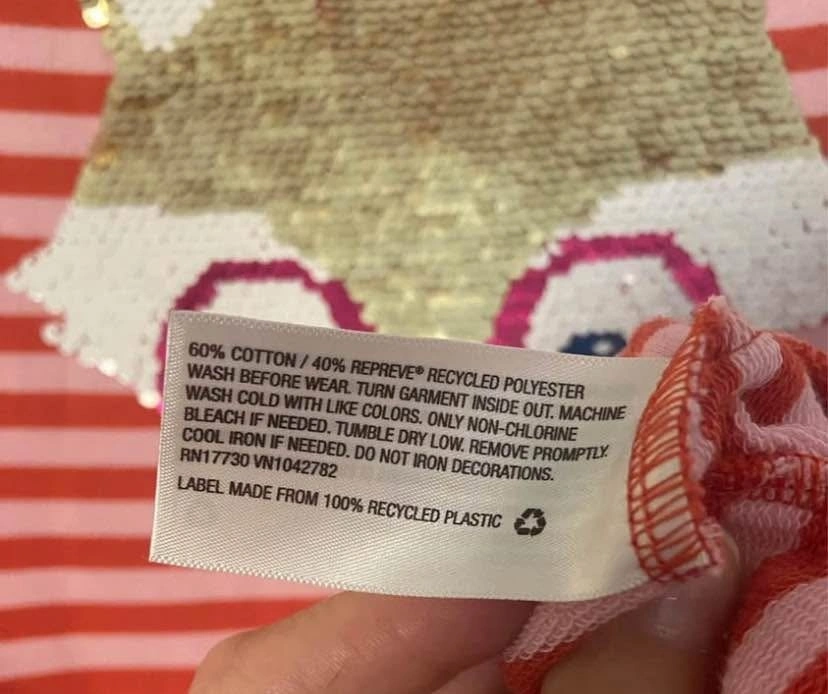 60% COTTON / 40% REPREVE® RECYCLED POLYESTER
WASH BEFORE WEAR. TURN GARMENT INSIDE OUT. MACHINE
WASH COLD WITH LIKE COLORS. ONLY NON-CHLORINE
BLEACH IF NEEDED. TUMBLE DRY LOW. REMOVE PROMPTLY.
COOL IRON IF NEEDED. DO NOT IRON DECORATIONS.
RN17730 VN1042782
LABEL MADE FROM 100% RECYCLED PLASTIC